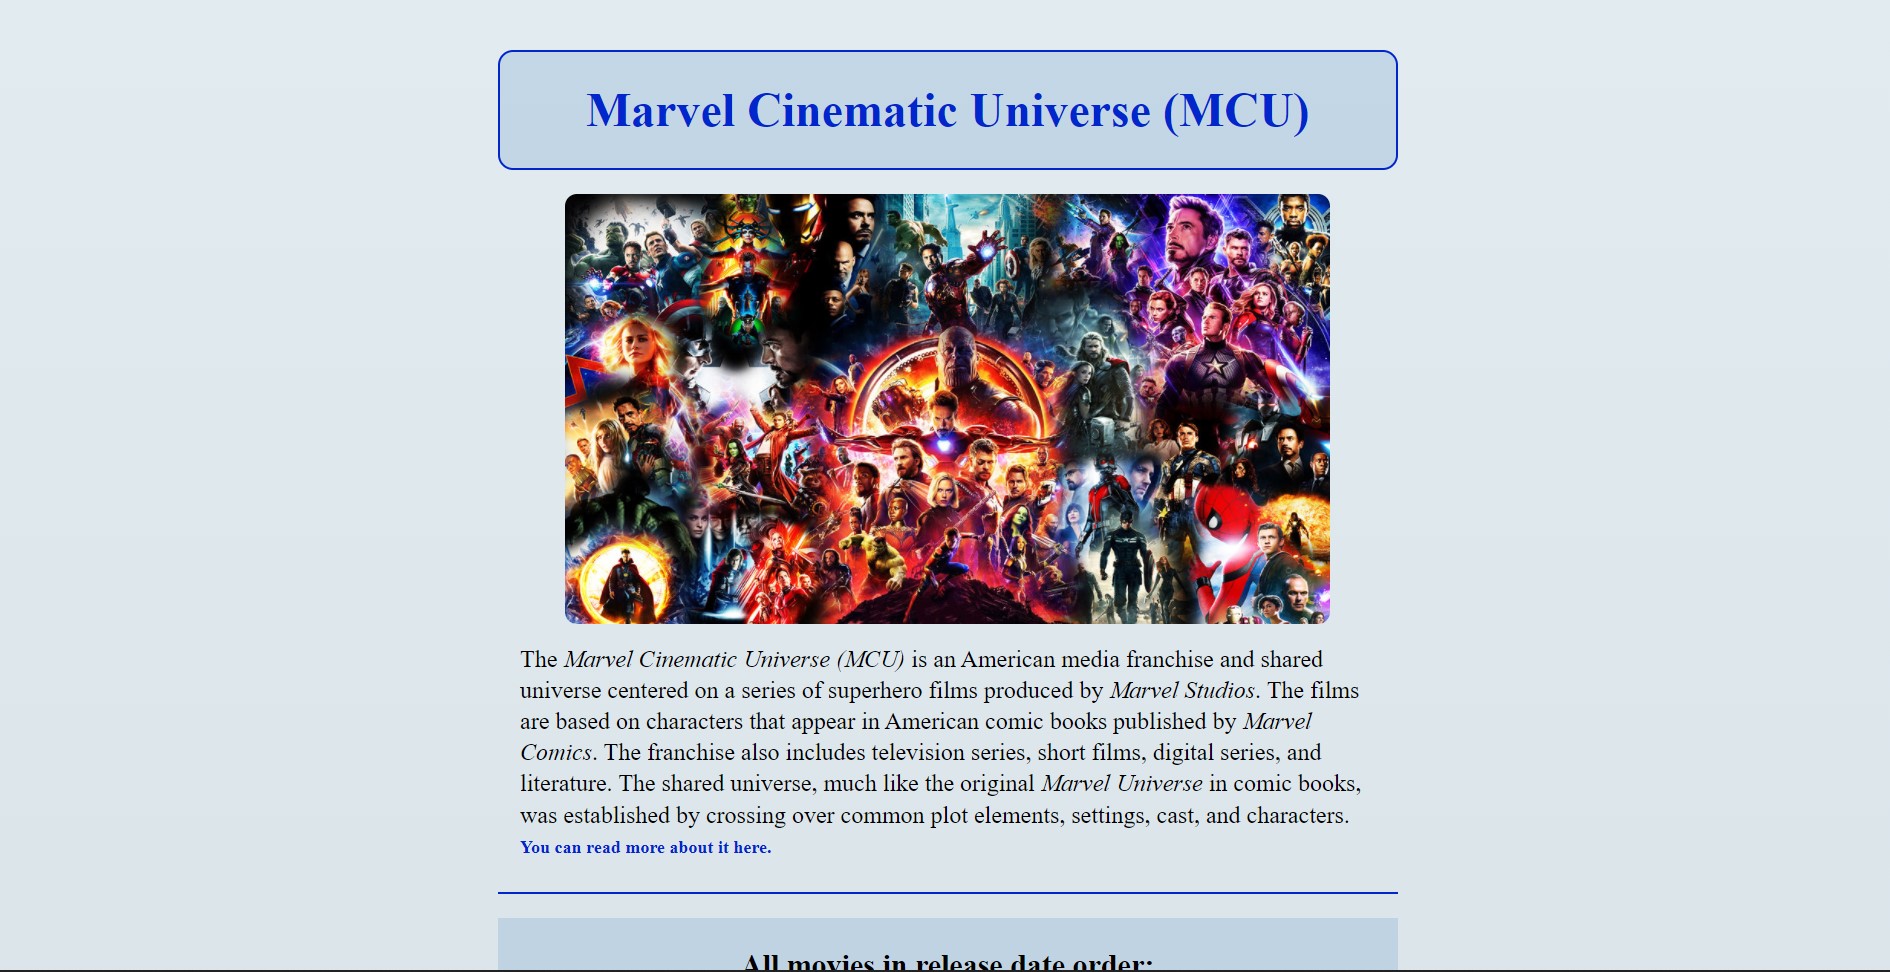 Marvel Cinematic Universe (MCU)
The Marvel Cinematic Universe (MCU) is an American media franchise and shared
universe centered on a series of superhero films produced by Marvel Studios. The films
are based on characters that appear in American comic books published by Marvel
Comics. The franchise also includes television series, short films, digital series, and
literature. The shared universe, much like the original Marvel Universe in comic books,
was established by crossing over common plot elements, settings, cast, and characters.
You can read more about it here.
All movies in release date order: